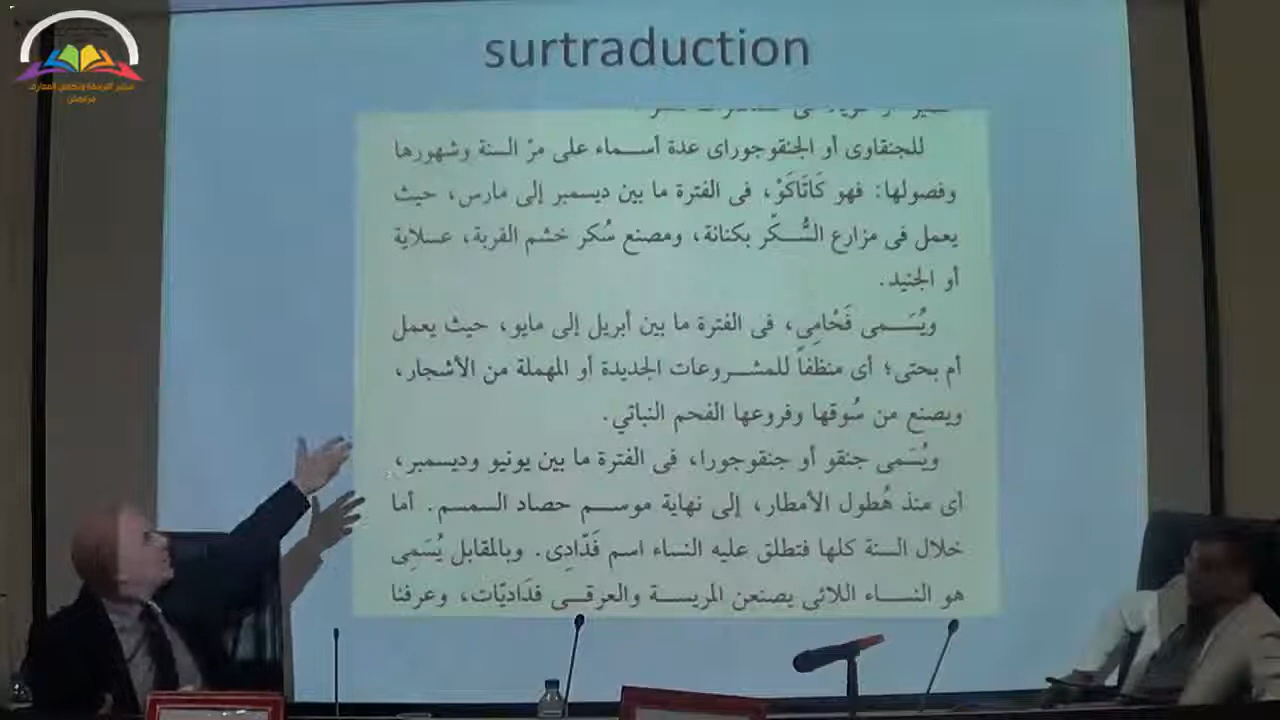 surtraduction
للجنقاوى أو الجنقوجوراى عدة أسماء على مرّ السنة وشهورها
وفصولها: فهو كَاتَاكَوْ، فى الفترة ما بين ديسمبر إلى مارس، حيث
يعمل فى مزارع السُّكّر بكنانة، ومصنع سُكر خشم القربة، عسلاية
أو الجنيد.
ويُسَمى فَحْامِى، فى الفترة ما بين أبريل إلى مايو، حيث يعمل
أم بحتى؛ أى منظفاً للمشروعات الجديدة أو المهملة من الأشجار،
ويصنع من سُوقها وفروعها الفحم النباتي.
ويُسَمى جنقو أو جنقوجورا، فى الفترة ما بين يونيو وديسمبر،
أى منذ هُطول الأمطار، إلى نهاية موسم حصاد السمسم. أما
خلال السنة كلها فتطلق عليه النساء اسم فَدّادِى. وبالمقابل يُسَمِى
هو النساء اللائى يصنعن المريسة والعرقى فدَاديّات، وعرفنا